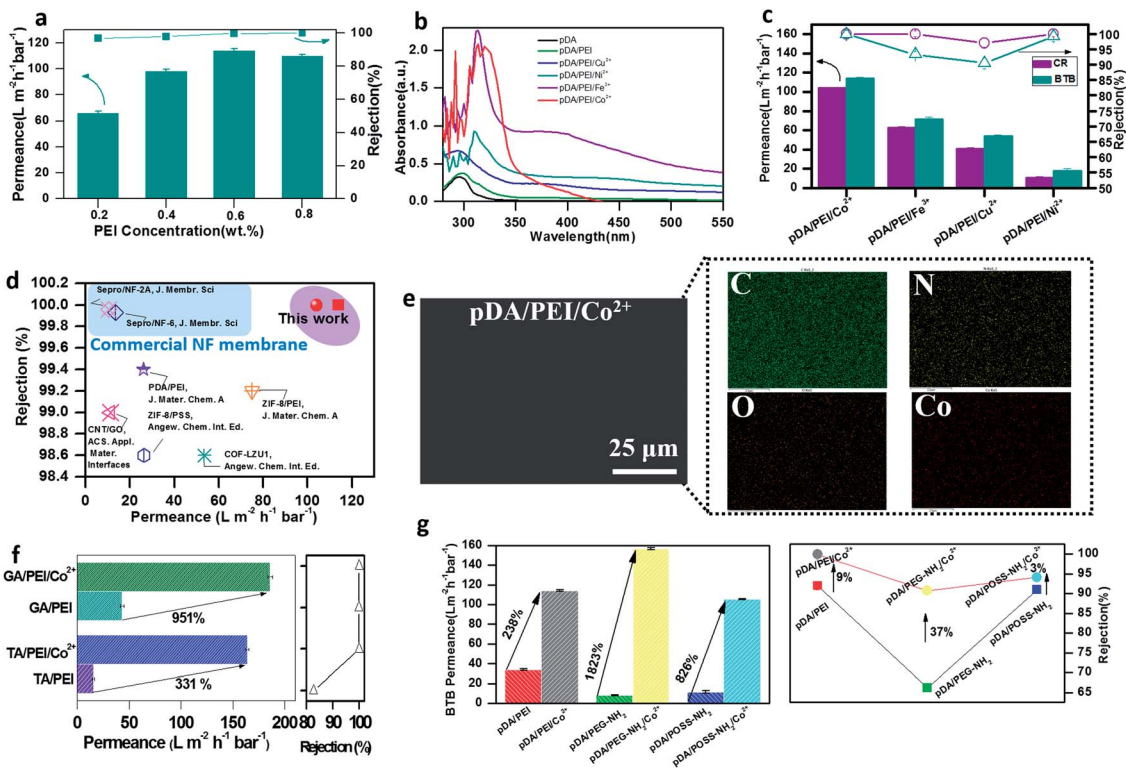 a
Permeance(L m⁻²h⁻¹bar⁻¹)
120
100
80
60
40
20
0
100
80
60
40
20
0
Rejection(%)
0.2 0.4 0.6 0.8
PEI Concentration(wt.%)
b
Absorbance(a.u.)
2.0
1.5
1.0
0.5
0.0
pDA
pDA/PEI
pDA/PEI/Cu²⁺
pDA/PEI/Ni²⁺
pDA/PEI/Fe³⁺
pDA/PEI/Co²⁺
300 350 400 450 500 550
Wavelength(nm)
c
Permeance(Lm⁻²h⁻¹bar⁻¹)
160
140
120
100
80
60
40
20
0
CR
BTB
100
95
90
85
80
75
70
65
60
55
50
Rejection(%)
pDA/PEI/Co²⁺
pDA/PEI/Fe³⁺
pDA/PEI/Cu²⁺
pDA/PEI/Ni²⁺
d
Rejection (%)
100.2
100.0
99.8
99.6
99.4
99.2
99.0
98.8
98.6
98.4
Sepro/NF-2A, J. Membr. Sci
Sepro/NF-6, J. Membr. Sci
This work
Commercial NF membrane
PDA/PEI,
J. Mater. Chem. A
ZIF-8/PEI,
J. Mater. Chem. A
CNT/GO,
ACS. Appl.
Mater.
Interfaces
ZIF-8/PSS,
Angew. Chem. Int. Ed.
COF-LZU1,
Angew. Chem. Int. Ed.
0 20 40 60 80 100 120 140
Permeance (L m⁻² h⁻¹ bar⁻¹)
e
pDA/PEI/Co²⁺
25 μm
C
N
O
Co
f
GA/PEI/Co²⁺
GA/PEI
TA/PEI/Co²⁺
TA/PEI
951%
331 %
0 50 100 150 200
Permeance (L m⁻² h⁻¹ bar⁻¹)
80 90 100
Rejection (%)
g
BTB Permeance(Lm⁻²h⁻¹bar⁻¹)
160
140
120
100
80
60
40
20
0
238%
1823%
826%
pDA/PEI
pDA/PEI/Co²⁺
pDA/PEG-NH₂
pDA/PEG-NH₂/Co²⁺
pDA/POSS-NH₂
pDA/POSS-NH₂/Co²⁺
pDA/PEI/Co²⁺
9%
pDA/PEI
pDA/PEG-NH₂/Co²⁺
37%
pDA/PEG-NH₂
pDA/POSS-NH₂/Co²⁺
3%
pDA/POSS-NH₂
100
95
90
85
80
75
70
65
Rejection(%)